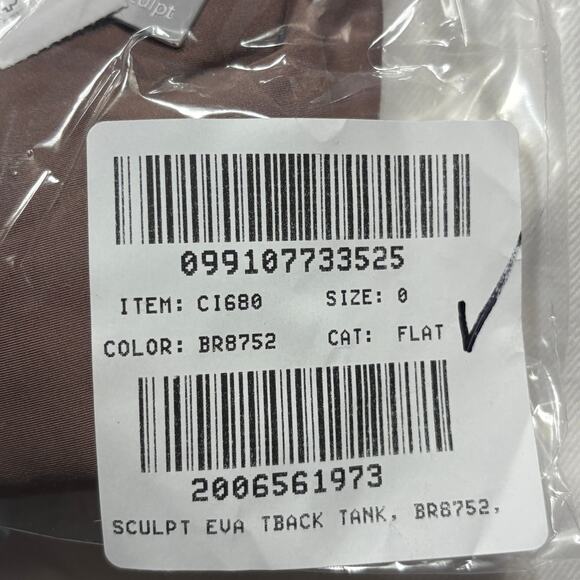 sculpt
099107733525
ITEM: CI680 SIZE: 0
COLOR: BR8752 CAT: FLAT
2006561973
SCULPT EVA TBACK TANK, BR8752,